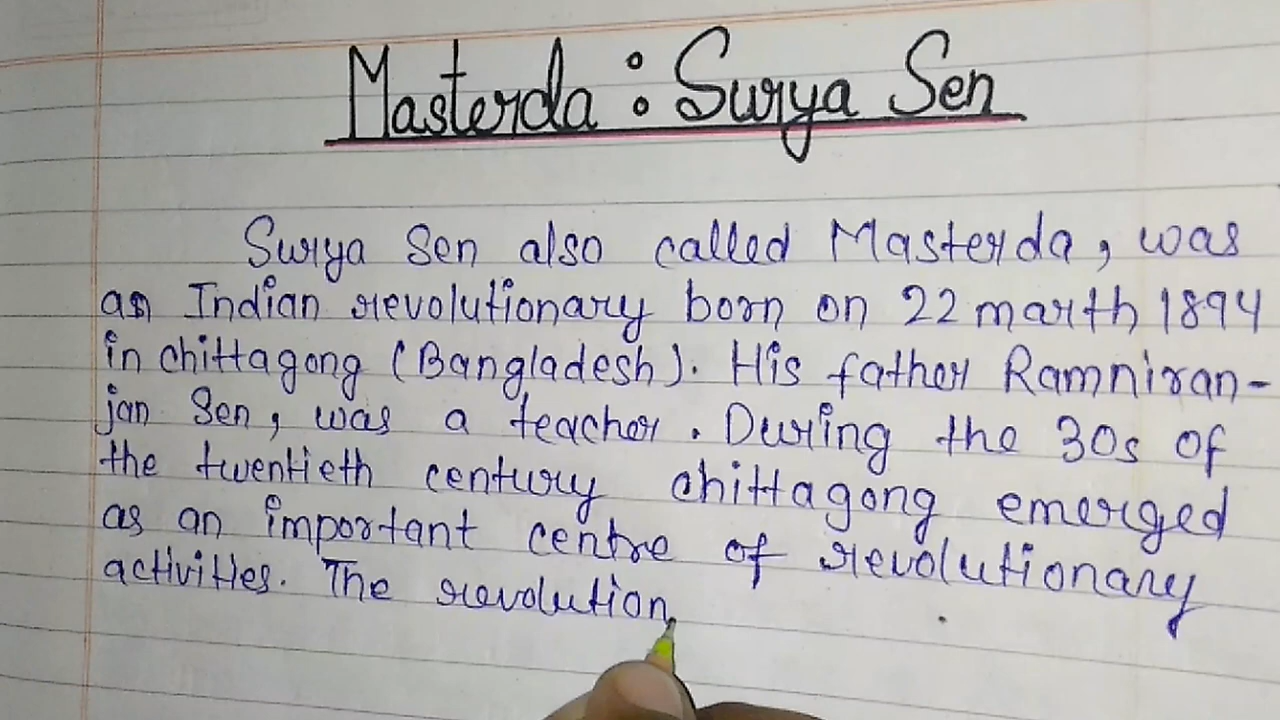 Masterda : Surya Sen
Surya Sen also called Masterda, was
an Indian revolutionary born on 22 march 1894
in chittagong (Bangladesh). His father Ramniran-
jan Sen, was a teacher. During the 30s of
the twentieth century chittagong emerged
as an important centre of revolutionary
activities. The revolution